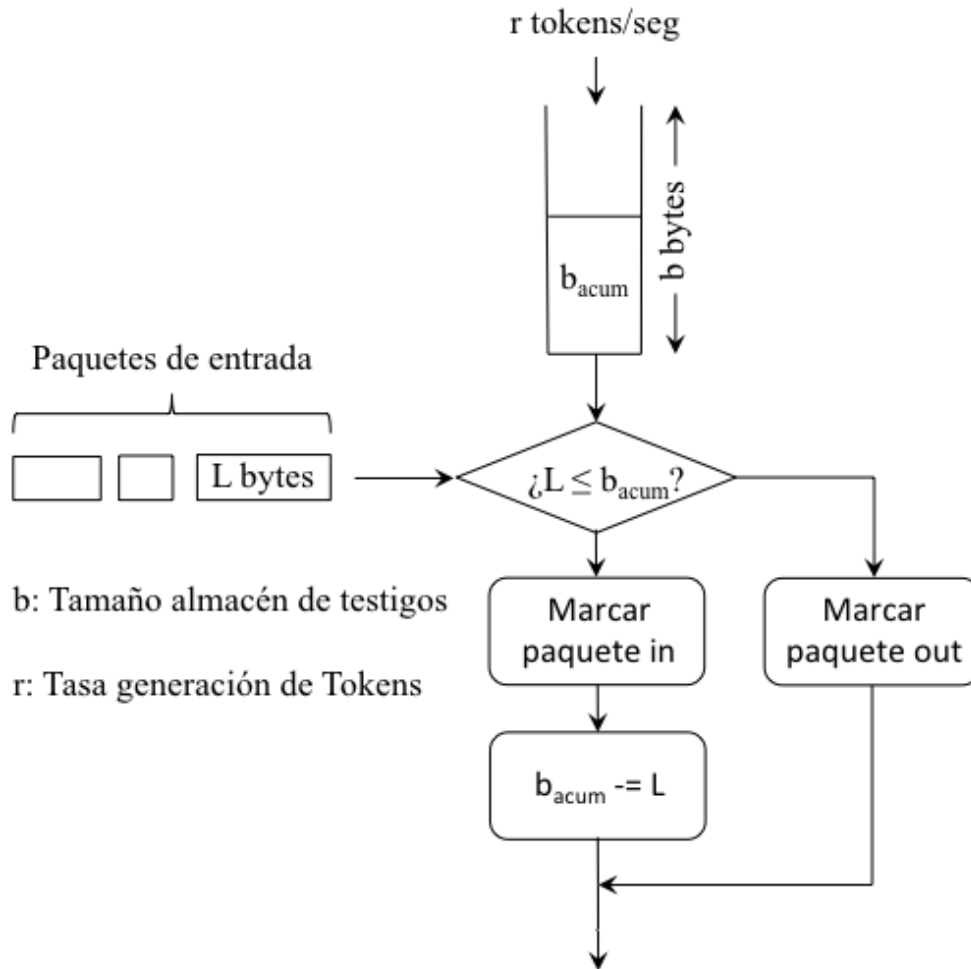 r tokens/seg
b bytes
b_acum
Paquetes de entrada
L bytes
¿L ≤ b_acum?
b: Tamaño almacén de testigos
r: Tasa generación de Tokens
Marcar
paquete in
Marcar
paquete out
b_acum -= L